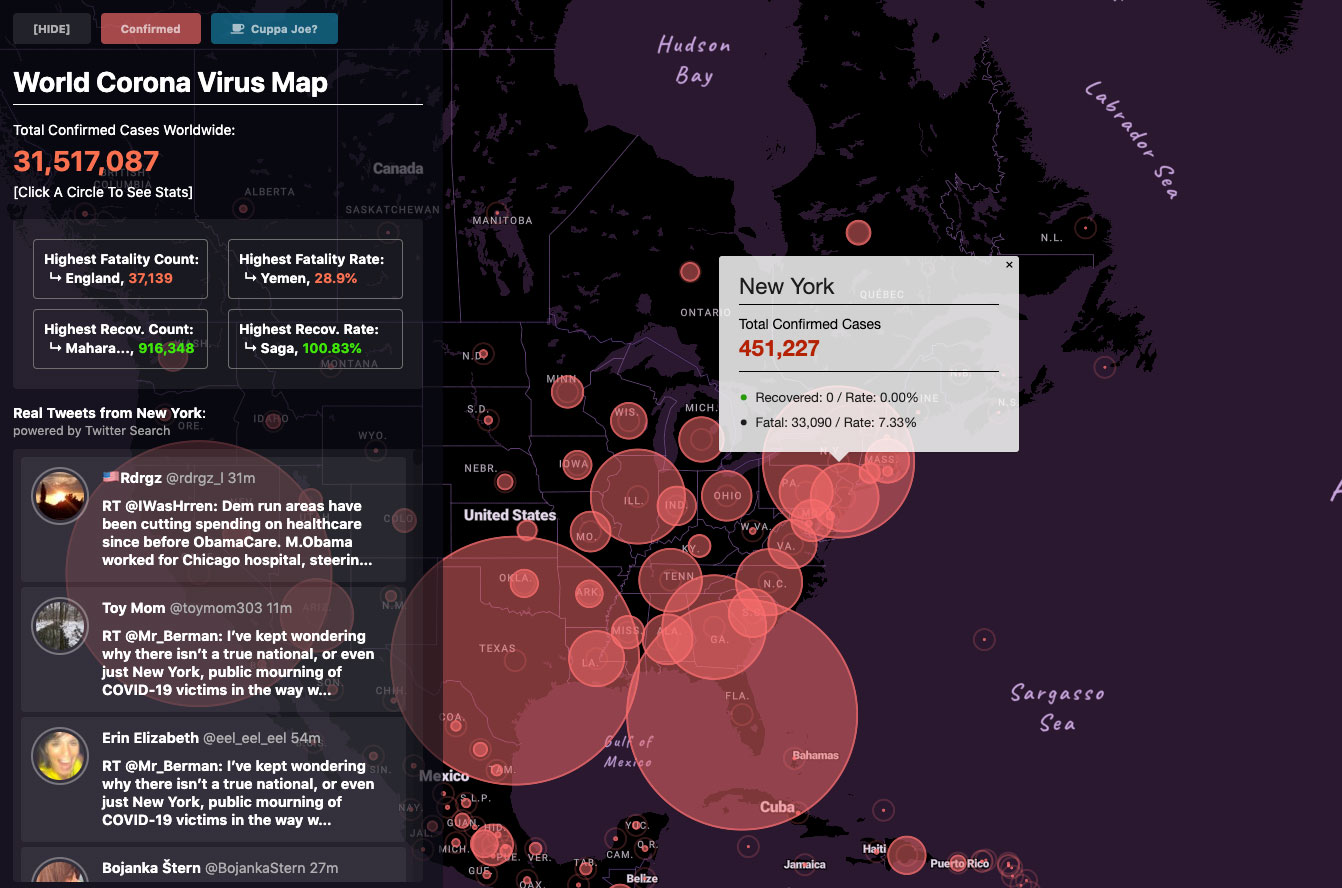 [HIDE]
Confirmed
Cuppa Joe?
World Corona Virus Map
Total Confirmed Cases Worldwide:
31,517,087
[Click A Circle To See Stats]
Highest Fatality Count:
↳ England, 37,139
Highest Fatality Rate:
↳ Yemen, 28.9%
Highest Recov. Count:
↳ Mahara..., 916,348
Highest Recov. Rate:
↳ Saga, 100.83%
Real Tweets from New York:
powered by Twitter Search
Rdrgz @rdrgz_l 31m
RT @IWasHrren: Dem run areas have
been cutting spending on healthcare
since before ObamaCare. M.Obama
worked for Chicago hospital, steerin...
Toy Mom @toymom303 11m
RT @Mr_Berman: I’ve kept wondering
why there isn’t a true national, or even
just New York, public mourning of
COVID-19 victims in the way w...
Erin Elizabeth @eel_eel_eel 54m
RT @Mr_Berman: I’ve kept wondering
why there isn’t a true national, or even
just New York, public mourning of
COVID-19 victims in the way w...
Bojanka Štern @BojankaStern 27m
New York
×
Total Confirmed Cases
451,227
Recovered: 0 / Rate: 0.00%
Fatal: 33,090 / Rate: 7.33%
Hudson
Bay
Labrador Sea
Canada
BRITISH
COLUMBIA
ALBERTA
SASKATCHEWAN
MANITOBA
ONTARIO
QUÉBEC
N.L.
N.B.
N.S.
WASH.
MONTANA
N.D.
MINN.
ORE.
IDAHO
WYO.
S.D.
WIS.
MICH.
N.Y.
MASS.
NEBR.
IOWA
ILL.
IND.
OHIO
PA.
United States
COLO.
MO.
KY.
W.VA.
VA.
OKLA.
ARK.
TENN
N.C.
ARIZ.
N.M.
MISS.
ALA.
GA.
S.C.
TEXAS
LA.
FLA.
SON.
CHIH.
COA.
Gulf of
Mexico
Bahamas
Sargasso
Sea
Mexico
SIN.
TAM.
NAY.
S.L.P.
Cuba
JAL.
GUAN.
HID.
YUC.
Q.R.
MICH.
PUE.
VER.
TAB.
CAM.
Haiti
Jamaica
Puerto Rico
GUE.
OAX.
Belize